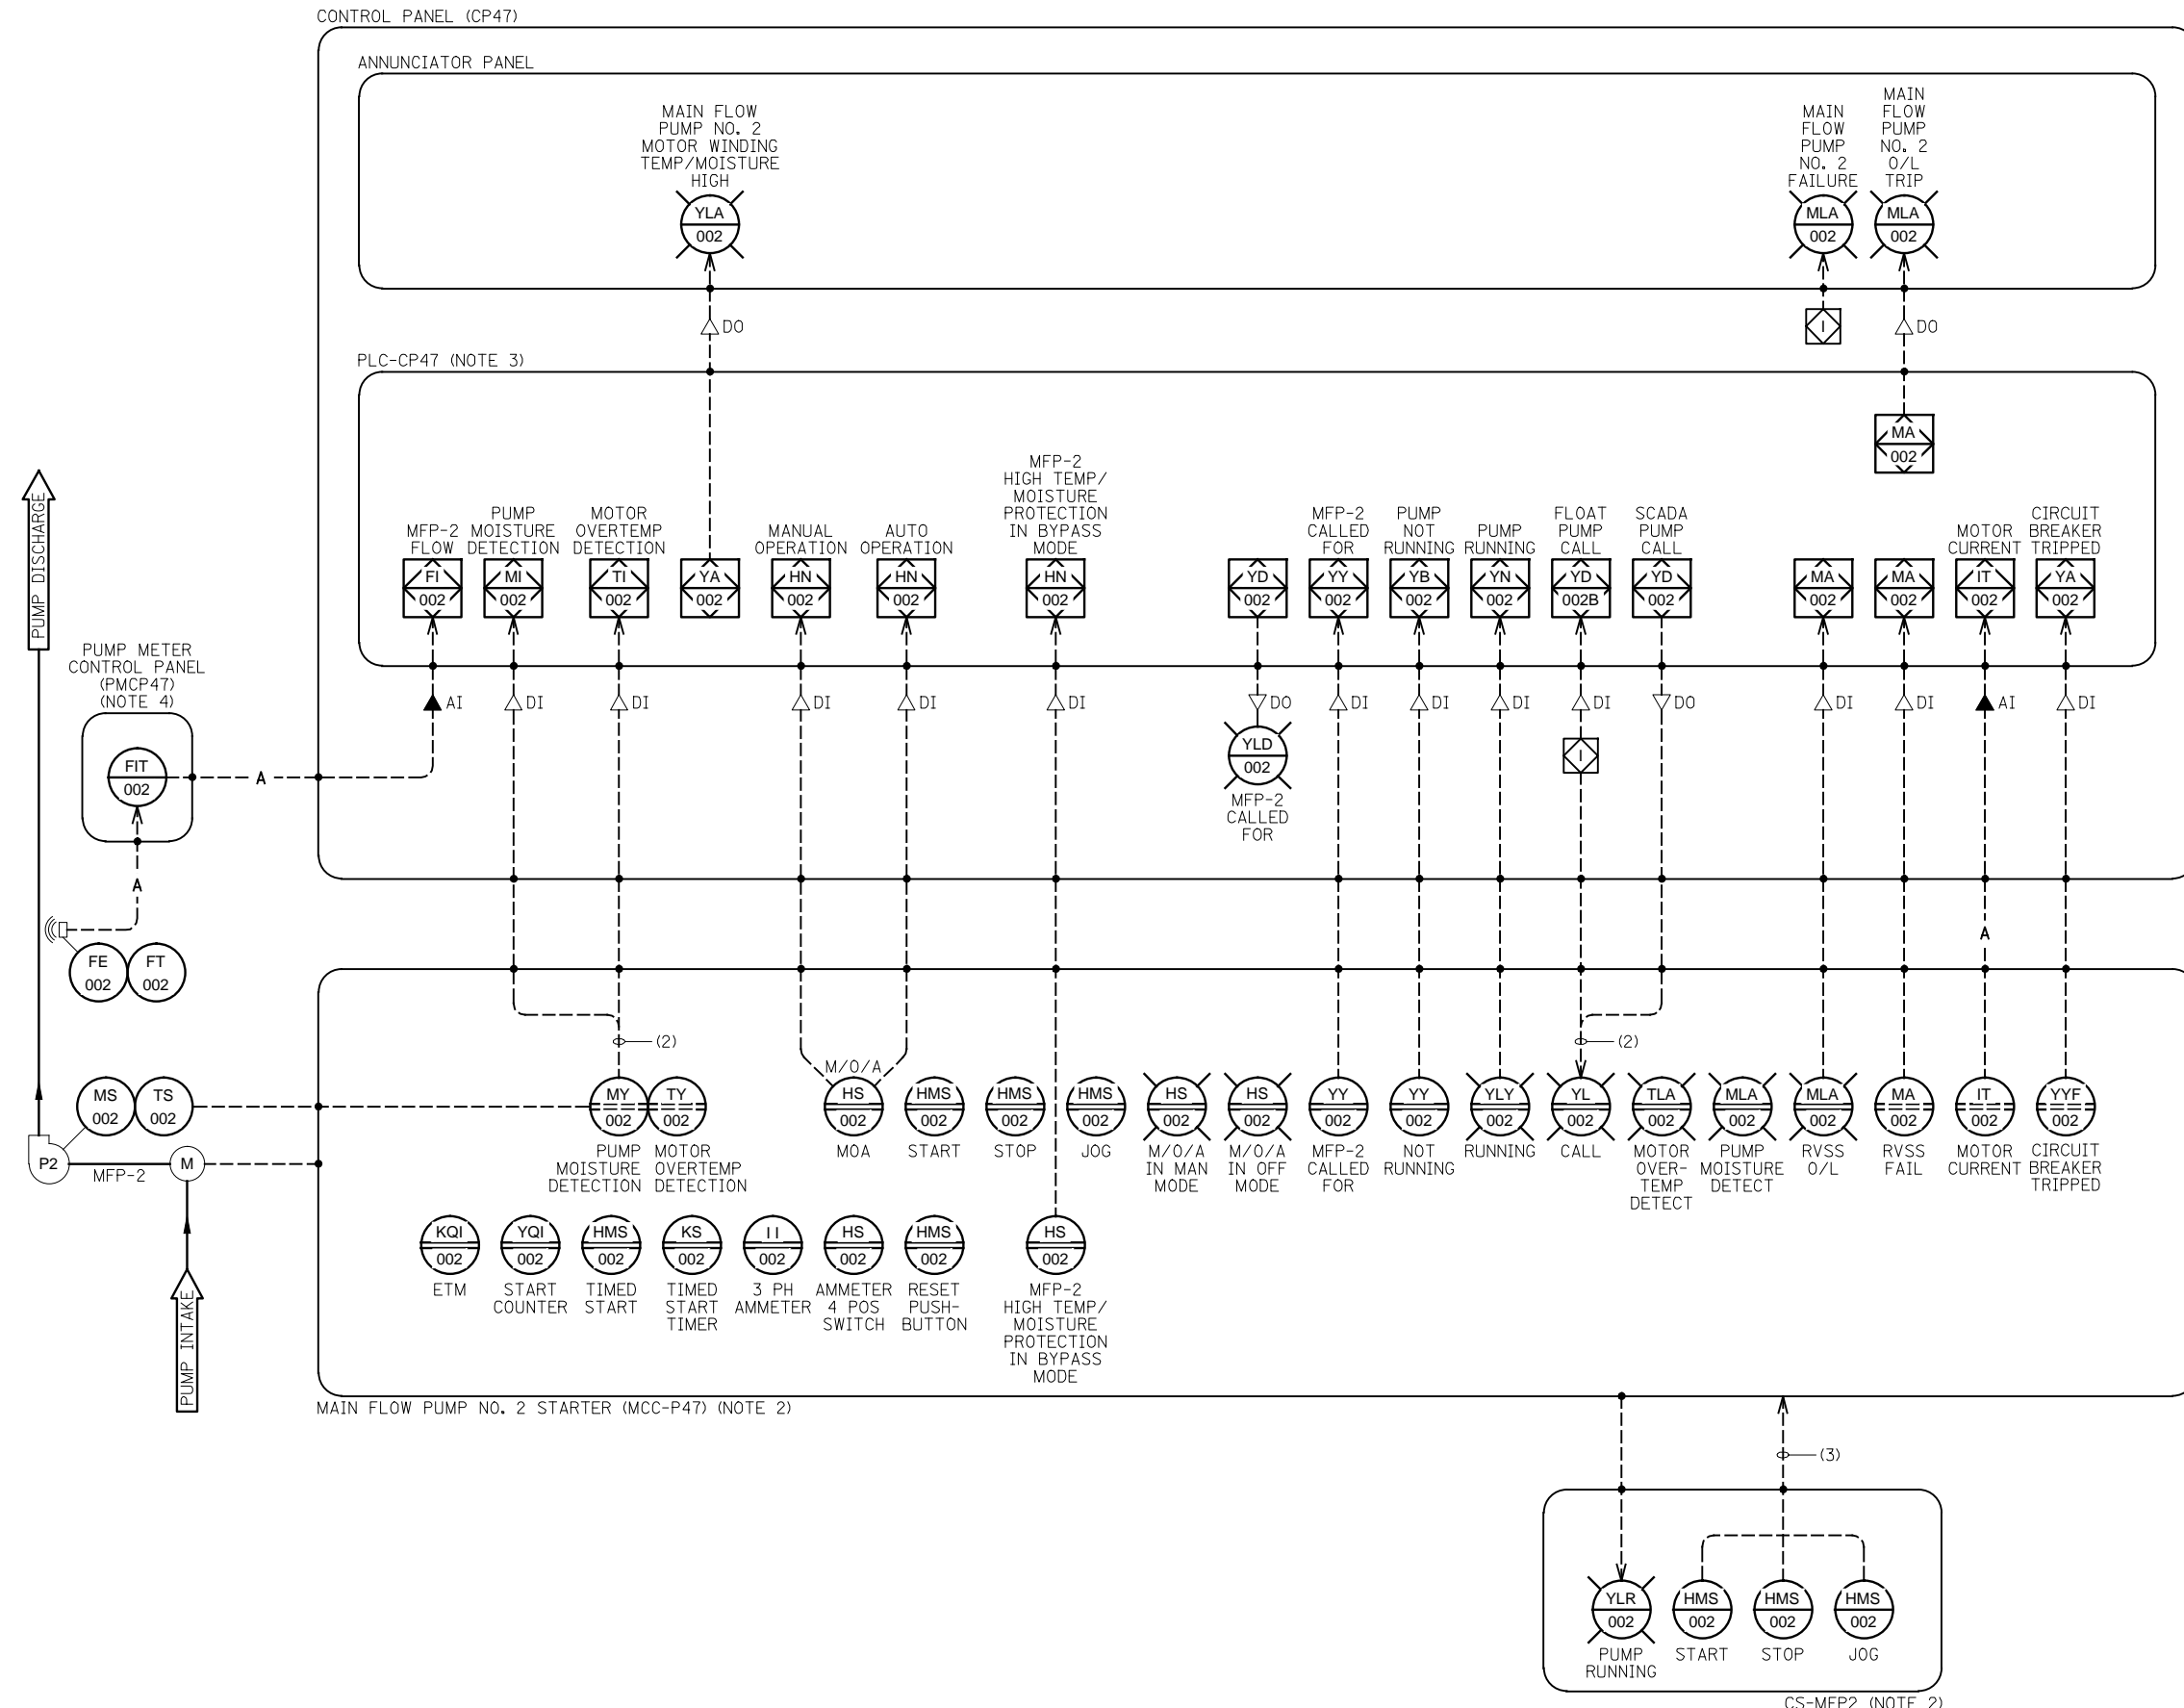 CONTROL PANEL (CP47)
ANNUNCIATOR PANEL
MAIN FLOW
PUMP NO. 2
MOTOR WINDING
TEMP/MOISTURE
HIGH
YLA
002
MAIN
FLOW
PUMP
NO. 2
FAILURE
MLA
002
MAIN
FLOW
PUMP
NO. 2
O/L
TRIP
MLA
002
DO
I
DO
PLC-CP47 (NOTE 3)
MA
002
MFP-2
FLOW
FI
002
PUMP
MOISTURE
DETECTION
MI
002
MOTOR
OVERTEMP
DETECTION
TI
002
YA
002
MANUAL
OPERATION
HN
002
AUTO
OPERATION
HN
002
MFP-2
HIGH TEMP/
MOISTURE
PROTECTION
IN BYPASS
MODE
HN
002
YD
002
MFP-2
CALLED
FOR
YY
002
PUMP
NOT
RUNNING
YB
002
PUMP
RUNNING
YN
002
FLOAT
PUMP
CALL
YD
002B
SCADA
PUMP
CALL
YD
002
MA
002
MA
002
MOTOR
CURRENT
IT
002
CIRCUIT
BREAKER
TRIPPED
YA
002
AI
DI
DI
DI
DI
DI
DO
DI
DI
DI
DI
DO
DI
DI
AI
DI
YLD
002
MFP-2
CALLED
FOR
I
PUMP DISCHARGE
PUMP METER
CONTROL PANEL
(PMCP47)
(NOTE 4)
FIT
002
A
A
FE
002
FT
002
A
(2)
(2)
MS
002
TS
002
P2
MFP-2
M
PUMP INTAKE
MY
002
PUMP
MOISTURE
DETECTION
TY
002
MOTOR
OVERTEMP
DETECTION
M/O/A
HS
002
MOA
HMS
002
START
HMS
002
STOP
HMS
002
JOG
HS
002
M/O/A
IN MAN
MODE
HS
002
M/O/A
IN OFF
MODE
YY
002
MFP-2
CALLED
FOR
YY
002
NOT
RUNNING
YLY
002
RUNNING
YL
002
CALL
TLA
002
MOTOR
OVER-
TEMP
DETECT
MLA
002
PUMP
MOISTURE
DETECT
MLA
002
RVSS
O/L
MA
002
RVSS
FAIL
IT
002
MOTOR
CURRENT
YYF
002
CIRCUIT
BREAKER
TRIPPED
KQI
002
ETM
YQI
002
START
COUNTER
HMS
002
TIMED
START
KS
002
TIMED
START
TIMER
II
002
3 PH
AMMETER
HS
002
AMMETER
4 POS
SWITCH
HMS
002
RESET
PUSH-
BUTTON
HS
002
MFP-2
HIGH TEMP/
MOISTURE
PROTECTION
IN BYPASS
MODE
MAIN FLOW PUMP NO. 2 STARTER (MCC-P47) (NOTE 2)
(3)
YLR
002
PUMP
RUNNING
HMS
002
START
HMS
002
STOP
HMS
002
JOG
CS-MFP2 (NOTE 2)